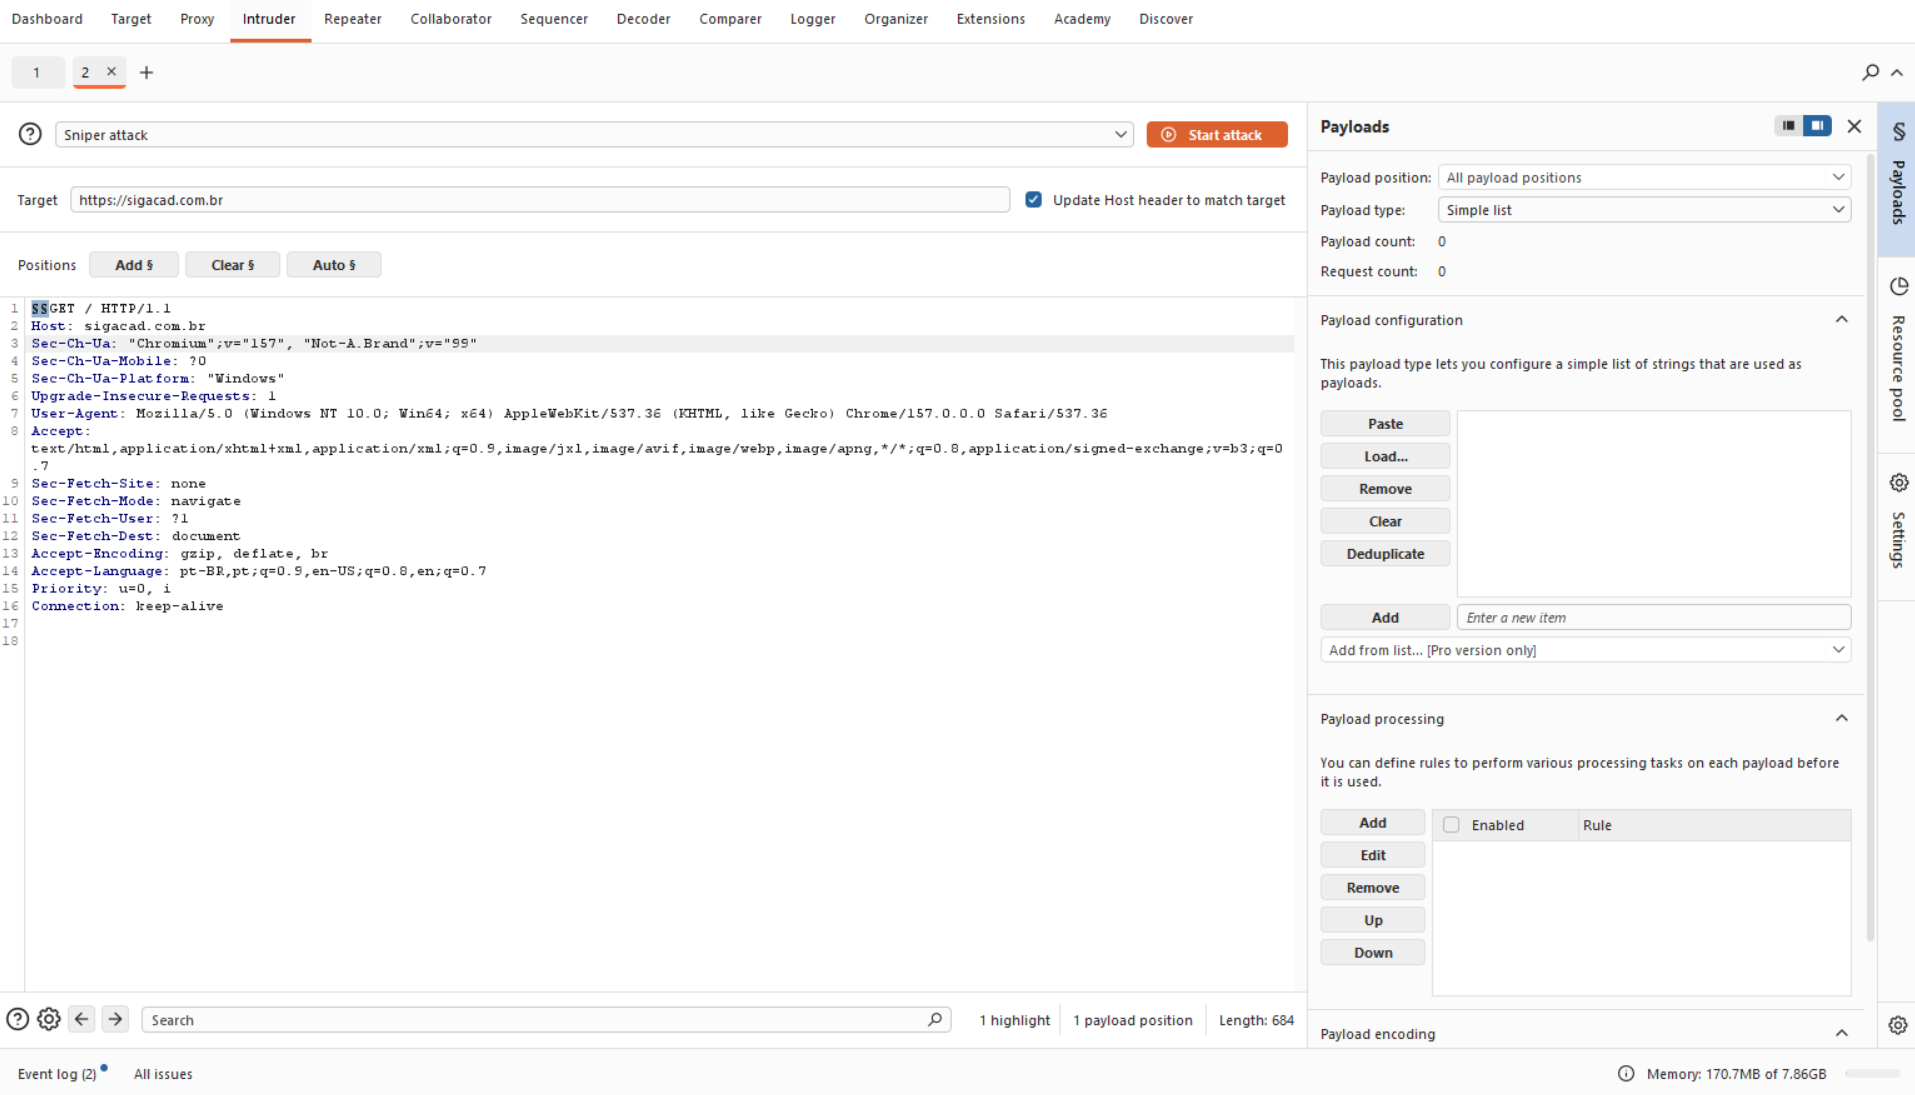 Dashboard Target Proxy Intruder Repeater Collaborator Sequencer Decoder Comparer Logger Organizer Extensions Academy Discover
1 2 × +
Sniper attack Start attack
Target https://sigacad.com.br Update Host header to match target
Positions Add § Clear § Auto §
1 §§GET / HTTP/1.1
2 Host: sigacad.com.br
3 Sec-Ch-Ua: "Chromium";v="157", "Not-A.Brand";v="99"
4 Sec-Ch-Ua-Mobile: ?0
5 Sec-Ch-Ua-Platform: "Windows"
6 Upgrade-Insecure-Requests: 1
7 User-Agent: Mozilla/5.0 (Windows NT 10.0; Win64; x64) AppleWebKit/537.36 (KHTML, like Gecko) Chrome/157.0.0.0 Safari/537.36
8 Accept:
text/html,application/xhtml+xml,application/xml;q=0.9,image/jxl,image/avif,image/webp,image/apng,*/*;q=0.8,application/signed-exchange;v=b3;q=0
.7
9 Sec-Fetch-Site: none
10 Sec-Fetch-Mode: navigate
11 Sec-Fetch-User: ?1
12 Sec-Fetch-Dest: document
13 Accept-Encoding: gzip, deflate, br
14 Accept-Language: pt-BR,pt;q=0.9,en-US;q=0.8,en;q=0.7
15 Priority: u=0, i
16 Connection: keep-alive
17
18
Search 1 highlight 1 payload position Length: 684
Payloads
Payload position: All payload positions
Payload type: Simple list
Payload count: 0
Request count: 0
Payload configuration
This payload type lets you configure a simple list of strings that are used as
payloads.
Paste
Load...
Remove
Clear
Deduplicate
Add Enter a new item
Add from list... [Pro version only]
Payload processing
You can define rules to perform various processing tasks on each payload before
it is used.
Add Enabled Rule
Edit
Remove
Up
Down
Payload encoding
§ Payloads
Resource pool
Settings
Event log (2) All issues Memory: 170.7MB of 7.86GB